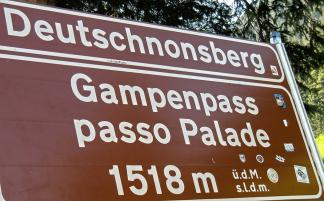 Deutschnonsberg
Gampenpass
passo Palade
1518 m ü.d.M.
s.l.d.m.